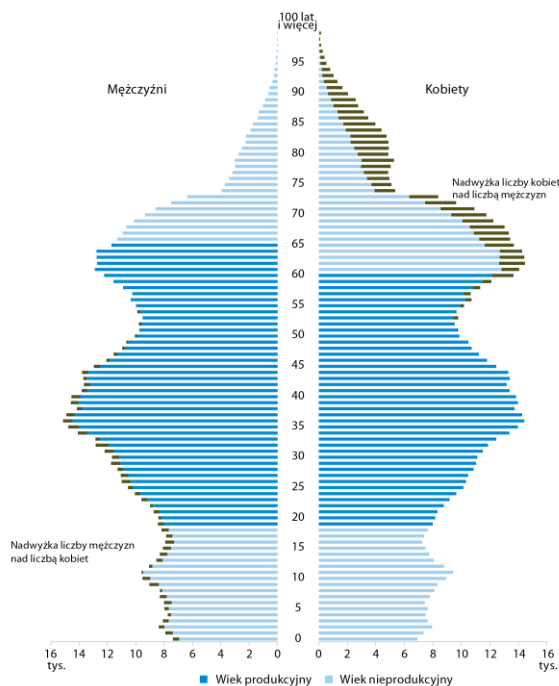 100 lat
i więcej
Mężczyźni
Kobiety
95
90
85
80
75
70
65
60
55
50
45
40
35
30
25
20
15
10
5
0
Nadwyżka liczby kobiet
nad liczbą mężczyzn
Nadwyżka liczby mężczyzn
nad liczbą kobiet
16 14 12 10 8 6 4 2 0
tys.
0 2 4 6 8 10 12 14 16
tys.
Wiek produkcyjny Wiek nieprodukcyjny